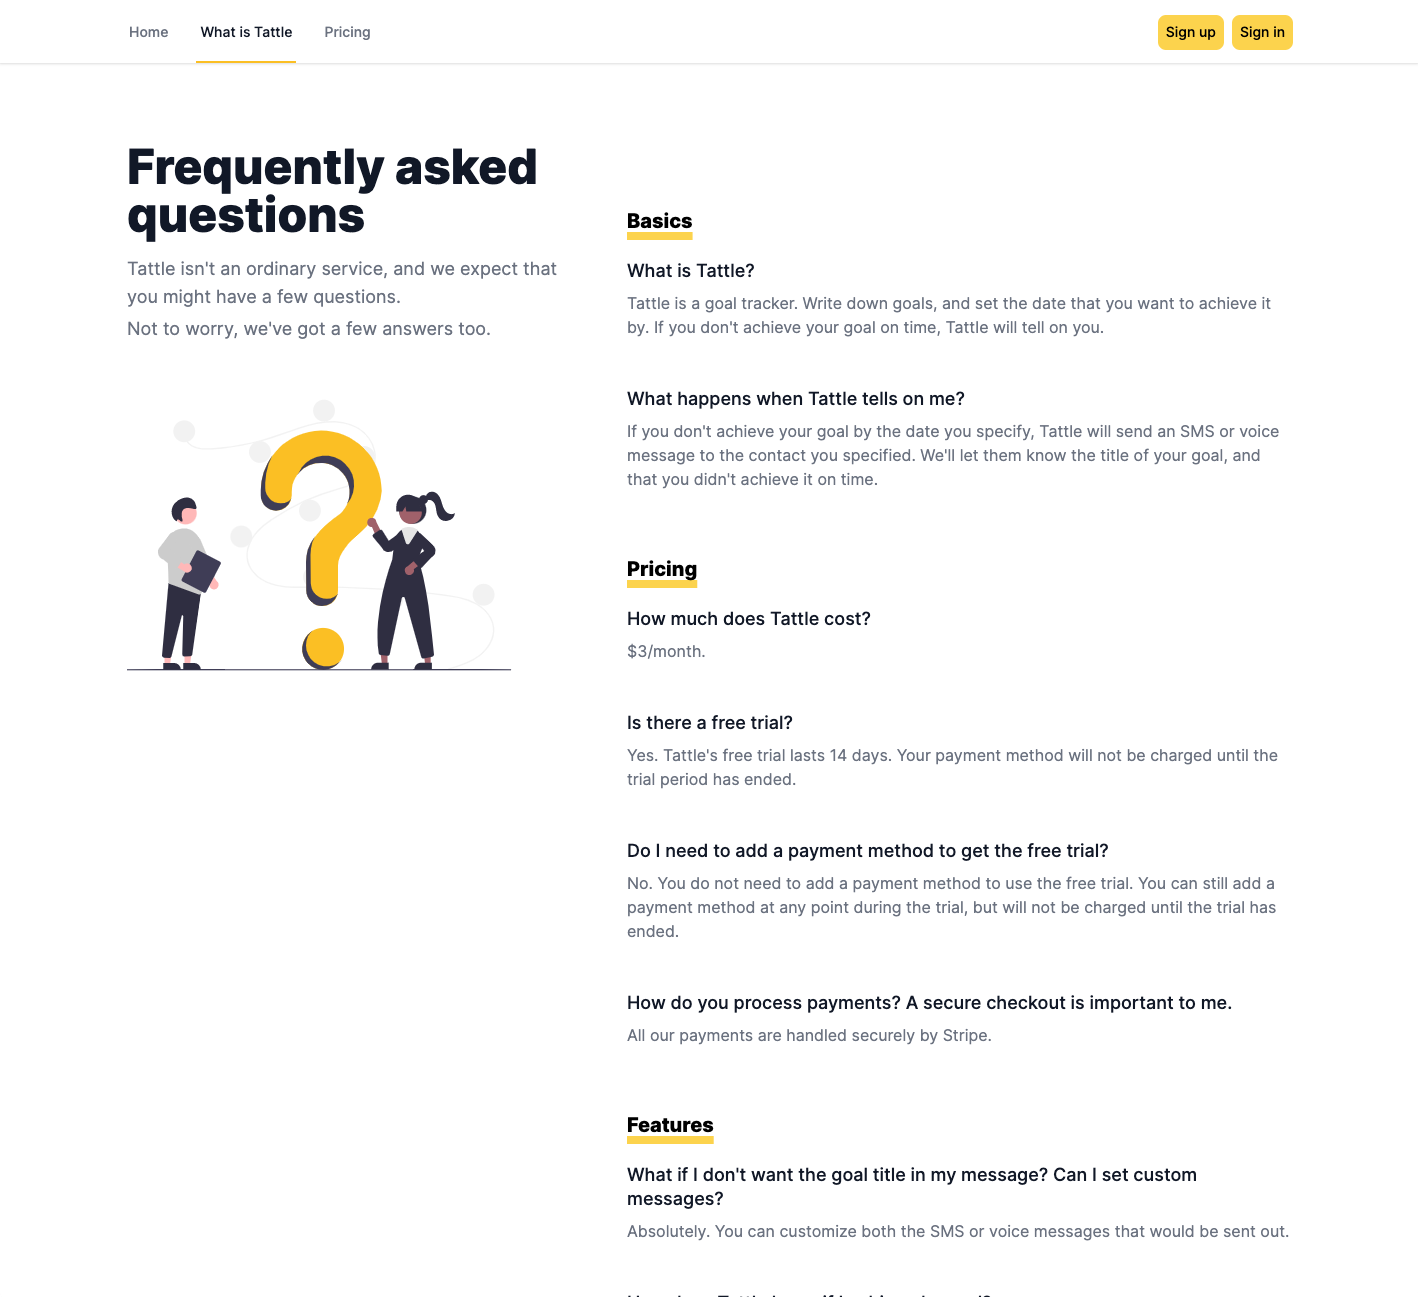 Home What is Tattle Pricing Sign up Sign in
Frequently asked
questions
Tattle isn't an ordinary service, and we expect that
you might have a few questions.
Not to worry, we've got a few answers too.
Basics
What is Tattle?
Tattle is a goal tracker. Write down goals, and set the date that you want to achieve it
by. If you don't achieve your goal on time, Tattle will tell on you.
What happens when Tattle tells on me?
If you don't achieve your goal by the date you specify, Tattle will send an SMS or voice
message to the contact you specified. We'll let them know the title of your goal, and
that you didn't achieve it on time.
Pricing
How much does Tattle cost?
$3/month.
Is there a free trial?
Yes. Tattle's free trial lasts 14 days. Your payment method will not be charged until the
trial period has ended.
Do I need to add a payment method to get the free trial?
No. You do not need to add a payment method to use the free trial. You can still add a
payment method at any point during the trial, but will not be charged until the trial has
ended.
How do you process payments? A secure checkout is important to me.
All our payments are handled securely by Stripe.
Features
What if I don't want the goal title in my message? Can I set custom
messages?
Absolutely. You can customize both the SMS or voice messages that would be sent out.